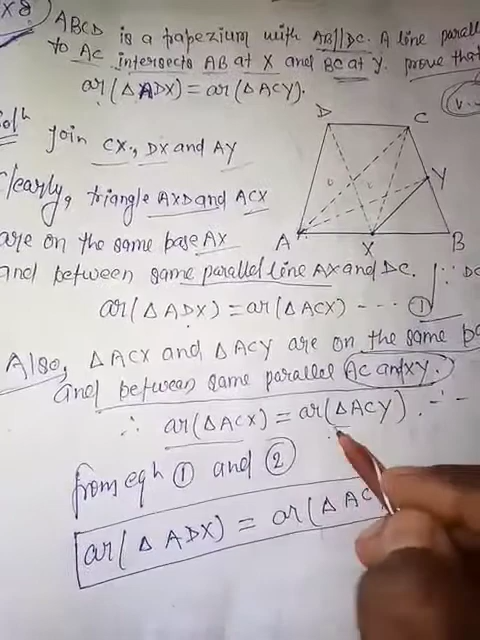 x 8
ABCD is a trapezium with AB||DC. A line
to AC intersects AB at X and BC at Y. prove that
ar(ΔADX) = ar(ΔACY).
Join CX, DX and AY
Clearly, triangle AXD and ACX
are on the same base AX
and between same parallel line AX and DC.
ar(ΔADX) = ar(ΔACX) ---- ①
Also, ΔACX and ΔACY are on the same
and between same parallel AC and XY.
∴ ar(ΔACX) = ar(ΔACY).
from eqn ① and ②
ar(Δ ADX) = ar(Δ AC
D
C
Y
A
X
B